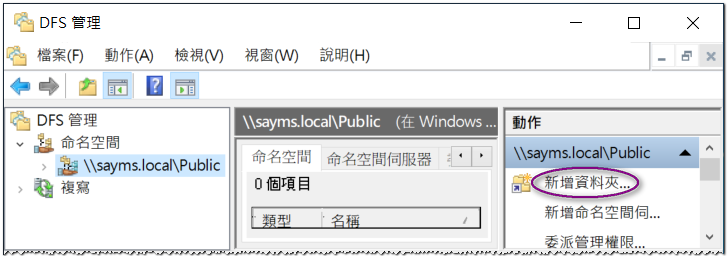 DFS 管理
檔案(F) 動作(A) 檢視(V) 視窗(W) 說明(H)
DFS 管理
命名空間
\\sayms.local\Public
複寫
\\sayms.local\Public (在 Windows ...
命名空間 命名空間伺服器
0 個項目
類型 名稱
動作
\\sayms.local\Public
新增資料夾...
新增命名空間伺...
委派管理權限...